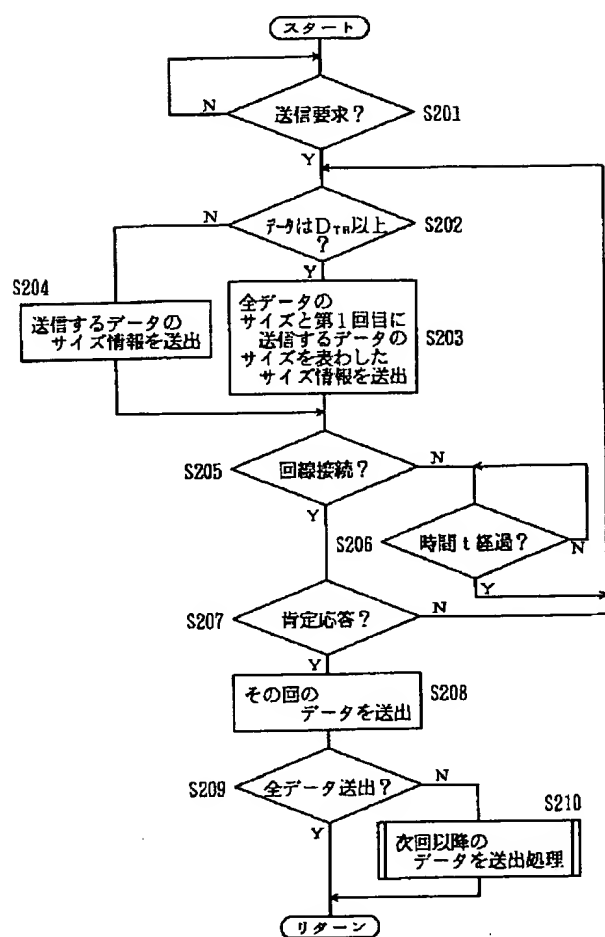 スタート
送信要求?
N
S201
Y
データはD_TH以上
?
N
S202
Y
S204
送信するデータの
サイズ情報を送出
全データの
サイズと第1回目に
送信するデータの
サイズを表わした
サイズ情報を送出
S203
回線接続?
N
S205
Y
時間t経過?
S206
N
Y
肯定応答?
N
S207
Y
その回の
データを送出
S208
全データ送出?
N
S209
Y
S210
次回以降の
データを送出処理
リターン